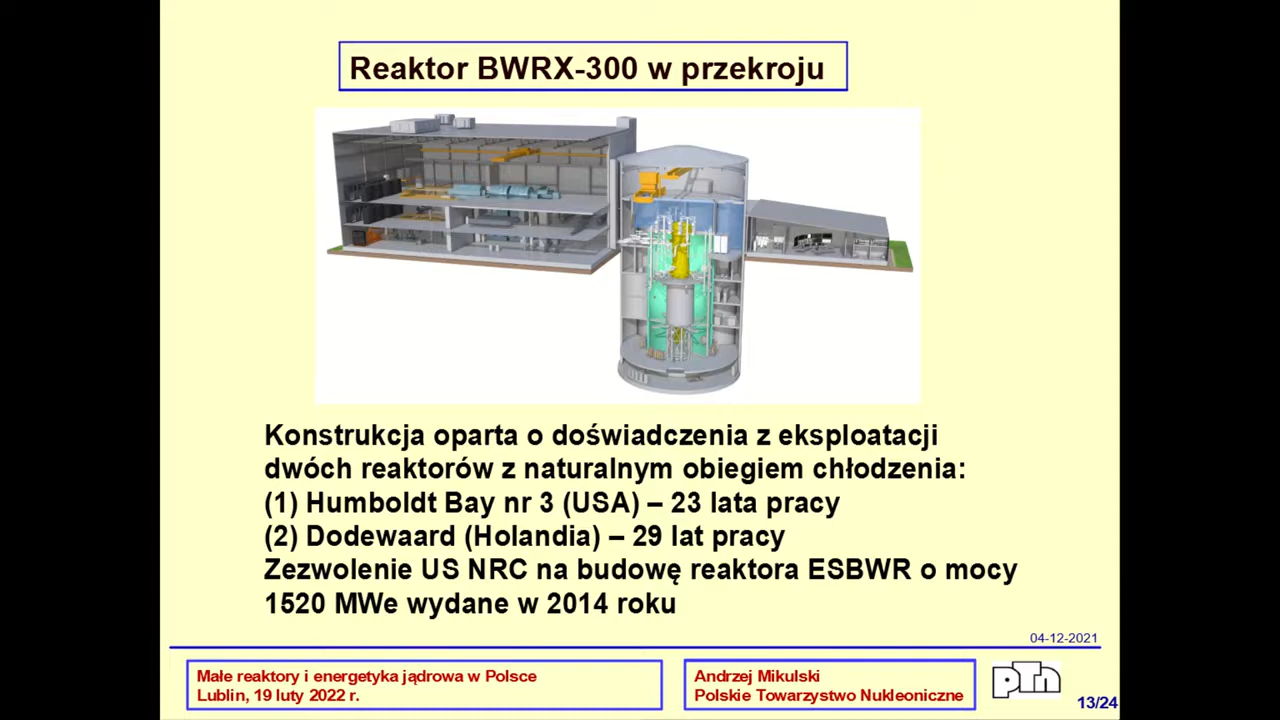 Reaktor BWRX-300 w przekroju
Konstrukcja oparta o doświadczenia z eksploatacji
dwóch reaktorów z naturalnym obiegiem chłodzenia:
(1) Humboldt Bay nr 3 (USA) – 23 lata pracy
(2) Dodewaard (Holandia) – 29 lat pracy
Zezwolenie US NRC na budowę reaktora ESBWR o mocy
1520 MWe wydane w 2014 roku
04-12-2021
Małe reaktory i energetyka jądrowa w Polsce
Lublin, 19 luty 2022 r.
Andrzej Mikulski
Polskie Towarzystwo Nukleoniczne
PTN
13/24